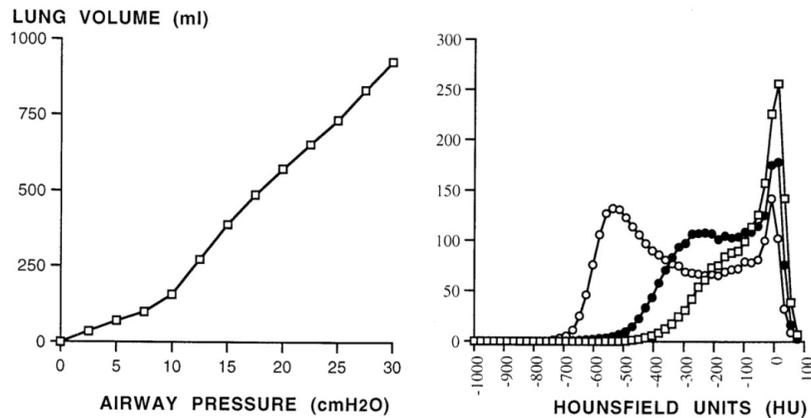 LUNG VOLUME (ml)
1000
750
500
250
0
0 5 10 15 20 25 30
AIRWAY PRESSURE (cmH2O)
300
250
200
150
100
50
0
-1000 -900 -800 -700 -600 -500 -400 -300 -200 -100 0 100
HOUNSFIELD UNITS (HU)